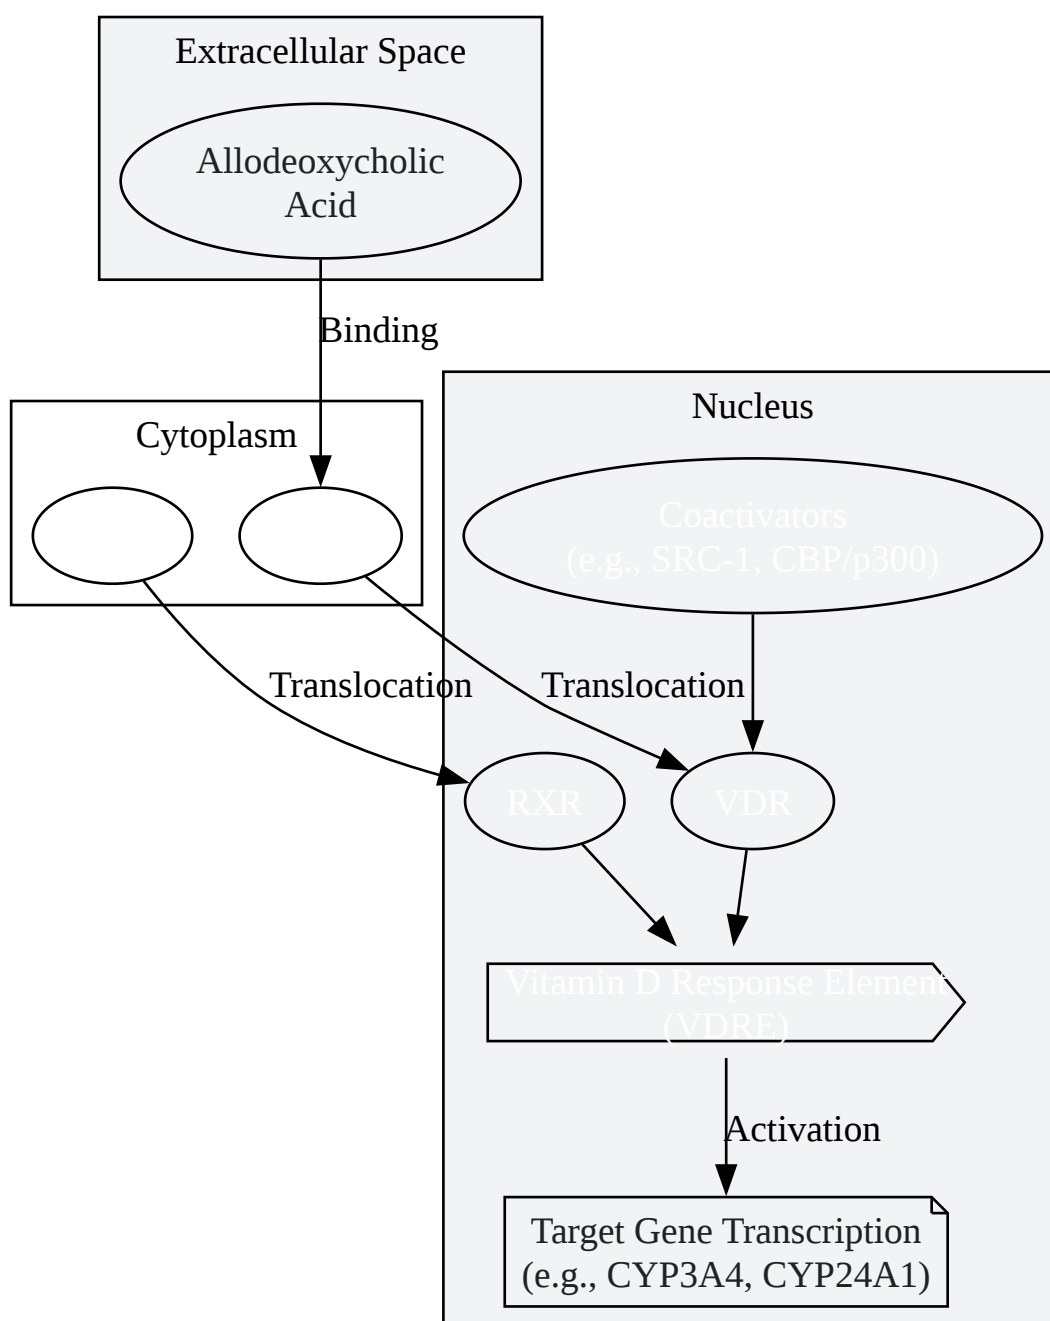 Extracellular Space
Allodeoxycholic
Acid
Binding
Cytoplasm
Nucleus
Coactivators
(e.g., SRC-1, CBP/p300)
Translocation
Translocation
RXR
VDR
Vitamin D Response Element
(VDRE)
Activation
Target Gene Transcription
(e.g., CYP3A4, CYP24A1)